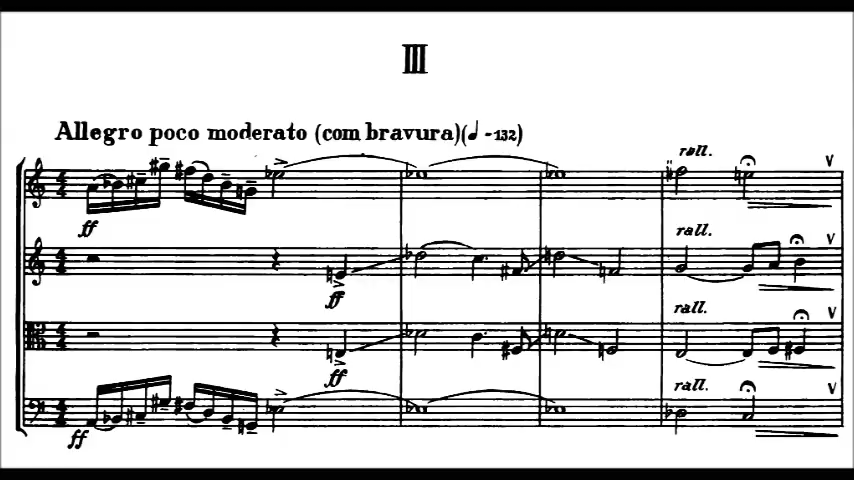 III
Allegro poco moderato (com bravura)(♩ =132)
rall.
ff
rall.
ff
rall.
ff
rall.
ff